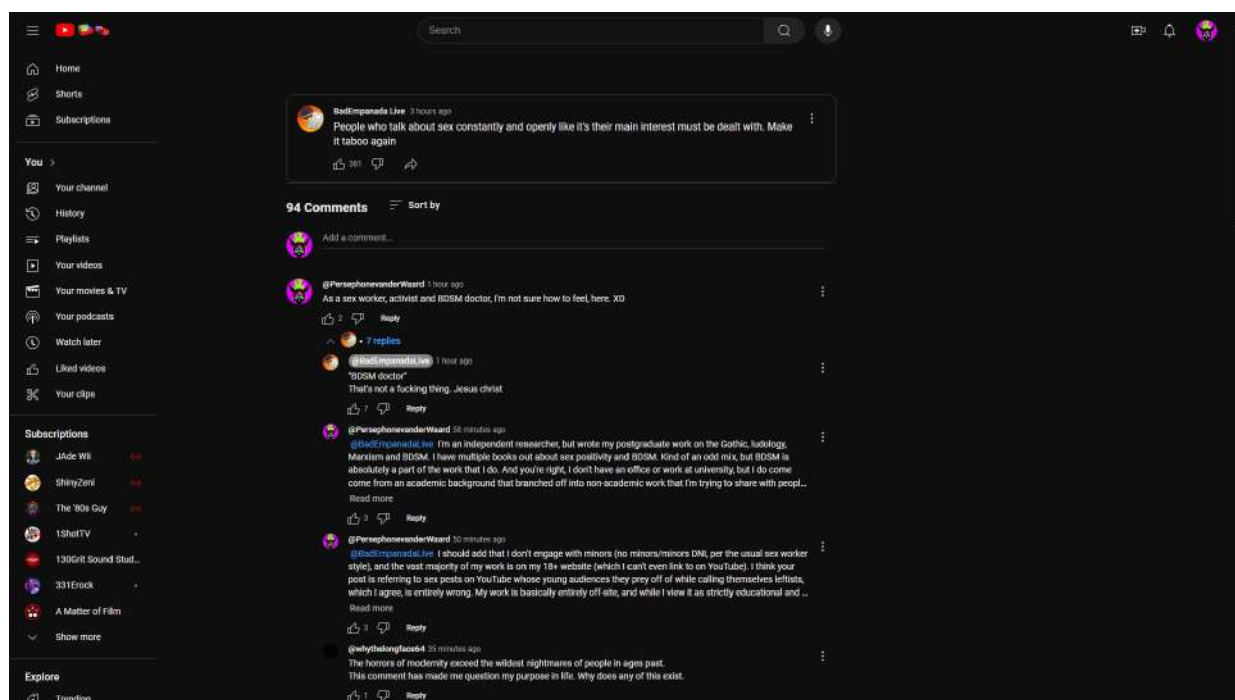 Search
Home
Shorts
Subscriptions
You
Your channel
History
Playlists
Your videos
Your movies & TV
Your podcasts
Watch later
Liked videos
Your clips
Subscriptions
JAde Wii
ShinyZeni
The '80s Guy
1ShotTV
130Grit Sound Stud...
331Erock
A Matter of Film
Show more
Explore
Trending
BadEmpanada Live 3 hours ago
People who talk about sex constantly and openly like it's their main interest must be dealt with. Make
it taboo again
381
94 Comments Sort by
Add a comment...
@PersephonevanderWaard 1 hour ago
As a sex worker, activist and BDSM doctor, I'm not sure how to feel, here. XD
2 Reply
7 replies
@BadEmpanadaLive 1 hour ago
"BDSM doctor"
That's not a fucking thing. Jesus christ
7 Reply
@PersephonevanderWaard 58 minutes ago
@BadEmpanadaLive I'm an independent researcher, but wrote my postgraduate work on the Gothic, ludology,
Marxism and BDSM. I have multiple books out about sex positivity and BDSM. Kind of an odd mix, but BDSM is
absolutely a part of the work that I do. And you're right, I don't have an office or work at university, but I do come
come from an academic background that branched off into non-academic work that I'm trying to share with peopl...
Read more
3 Reply
@PersephonevanderWaard 50 minutes ago
@BadEmpanadaLive I should add that I don't engage with minors (no minors/minors DNI, per the usual sex worker
style), and the vast majority of my work is on my 18+ website (which I can't even link to on YouTube). I think your
post is referring to sex pests on YouTube whose young audiences they prey off of while calling themselves leftists,
which I agree, is entirely wrong. My work is basically entirely off-site, and while I view it as strictly educational and ...
Read more
3 Reply
@whythelongface64 35 minutes ago
The horrors of modernity exceed the wildest nightmares of people in ages past.
This comment has made me question my purpose in life. Why does any of this exist.
1 Reply